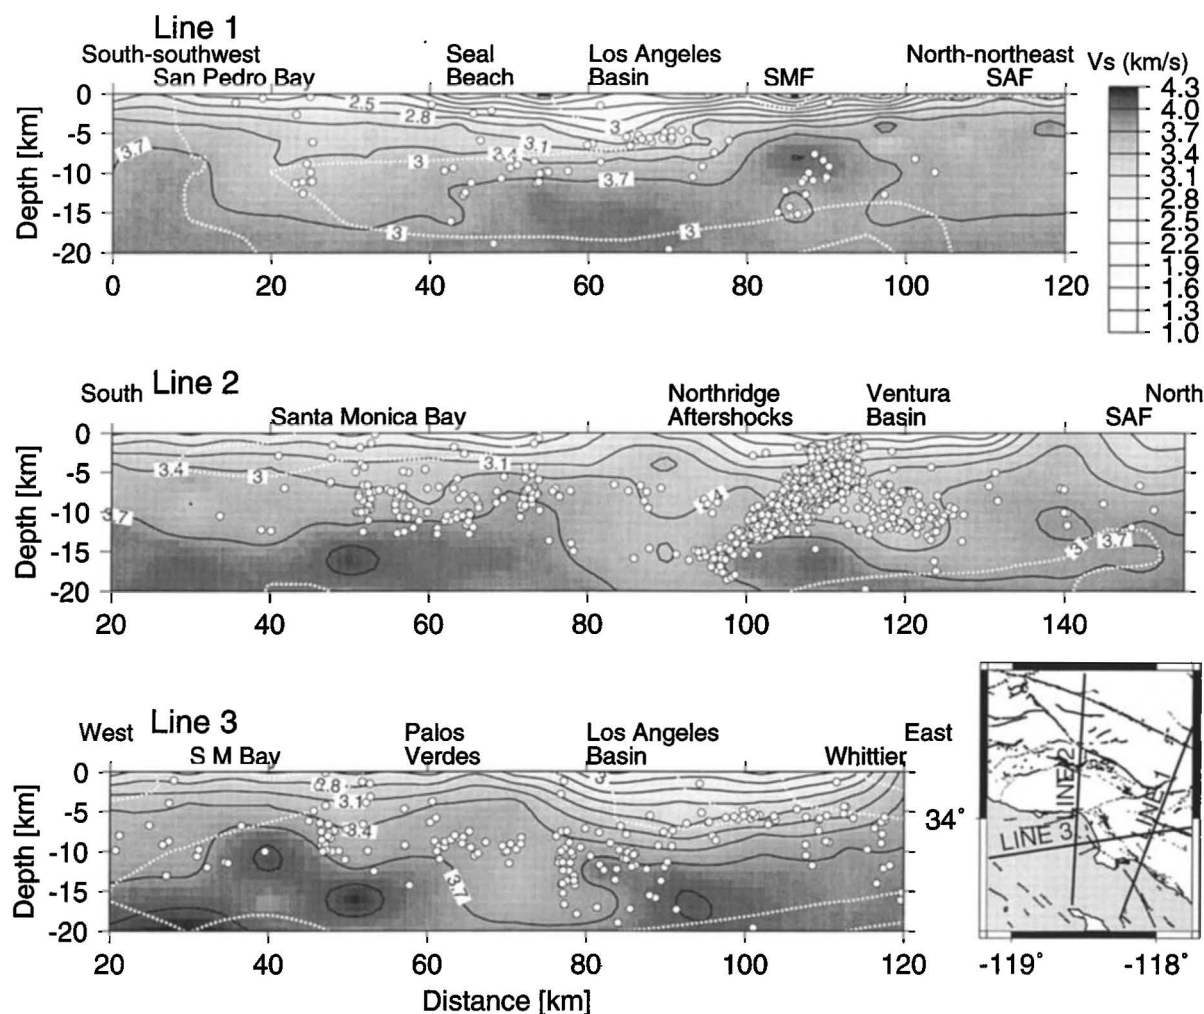 Line 1
South-southwest
San Pedro Bay
Seal Beach
Los Angeles Basin
SMF
North-northeast
SAF
Vs (km/s)
Depth [km]
0
-5
-10
-15
-20
2.5
2.8
3
3.1
3.4
3
3.7
3.7
3
3
0 20 40 60 80 100 120
4.3
4.0
3.7
3.4
3.1
2.8
2.5
2.2
1.9
1.6
1.3
1.0
South
Line 2
Santa Monica Bay
Northridge Aftershocks
Ventura Basin
SAF
North
Depth [km]
0
-5
-10
-15
-20
3.4
3
3.1
3.7
3.4
3
3.7
20 40 60 80 100 120 140
West
Line 3
S M Bay
Palos Verdes
Los Angeles Basin
Whittier
East
Depth [km]
0
-5
-10
-15
-20
2.8
3.1
3.4
3
3.7
20 40 60 80 100 120
Distance [km]
LINE 2
LINE 1
LINE 3
34°
-119° -118°